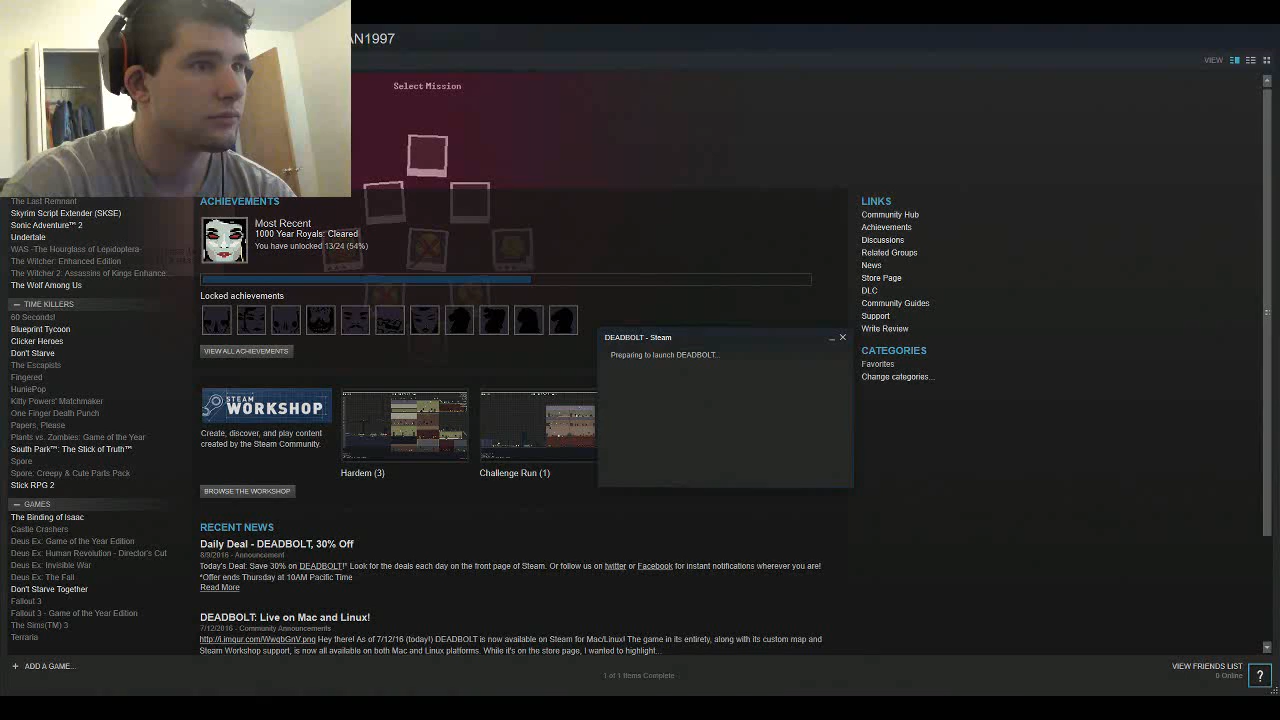 AN1997
VIEW
Select Mission
The Last Remnant
Skyrim Script Extender (SKSE)
Sonic Adventure™ 2
Undertale
WAS -The Hourglass of Lepidoptera-
The Witcher: Enhanced Edition
The Witcher 2: Assassins of Kings Enhance...
The Wolf Among Us
— TIME KILLERS
60 Seconds!
Blueprint Tycoon
Clicker Heroes
Don't Starve
The Escapists
Fingered
HuniePop
Kitty Powers' Matchmaker
One Finger Death Punch
Papers, Please
Plants vs. Zombies: Game of the Year
South Park™: The Stick of Truth™
Spore
Spore: Creepy & Cute Parts Pack
Stick RPG 2
— GAMES
The Binding of Isaac
Castle Crashers
Deus Ex: Game of the Year Edition
Deus Ex: Human Revolution - Director's Cut
Deus Ex: Invisible War
Deus Ex: The Fall
Don't Starve Together
Fallout 3
Fallout 3 - Game of the Year Edition
The Sims(TM) 3
Terraria
+ ADD A GAME...
ACHIEVEMENTS
Most Recent
1000 Year Royals: Cleared
You have unlocked 13/24 (54%)
Locked achievements
VIEW ALL ACHIEVEMENTS
STEAM WORKSHOP
Create, discover, and play content
created by the Steam Community.
BROWSE THE WORKSHOP
Hardem (3)
Challenge Run (1)
DEADBOLT - Steam
Preparing to launch DEADBOLT...
RECENT NEWS
Daily Deal - DEADBOLT, 30% Off
8/9/2016 - Announcement
Today's Deal: Save 30% on DEADBOLT!* Look for the deals each day on the front page of Steam. Or follow us on twitter or Facebook for instant notifications wherever you are!
*Offer ends Thursday at 10AM Pacific Time
Read More
DEADBOLT: Live on Mac and Linux!
7/12/2016 - Community Announcements
http://i.imgur.com/WwqbGnV.png Hey there! As of 7/12/16 (today!) DEADBOLT is now available on Steam for Mac/Linux! The game in its entirety, along with its custom map and
Steam Workshop support, is now all available on both Mac and Linux platforms. While it's on the store page, I wanted to highlight...
LINKS
Community Hub
Achievements
Discussions
Related Groups
News
Store Page
DLC
Community Guides
Support
Write Review
CATEGORIES
Favorites
Change categories...
1 of 1 Items Complete
VIEW FRIENDS LIST
0 Online
?